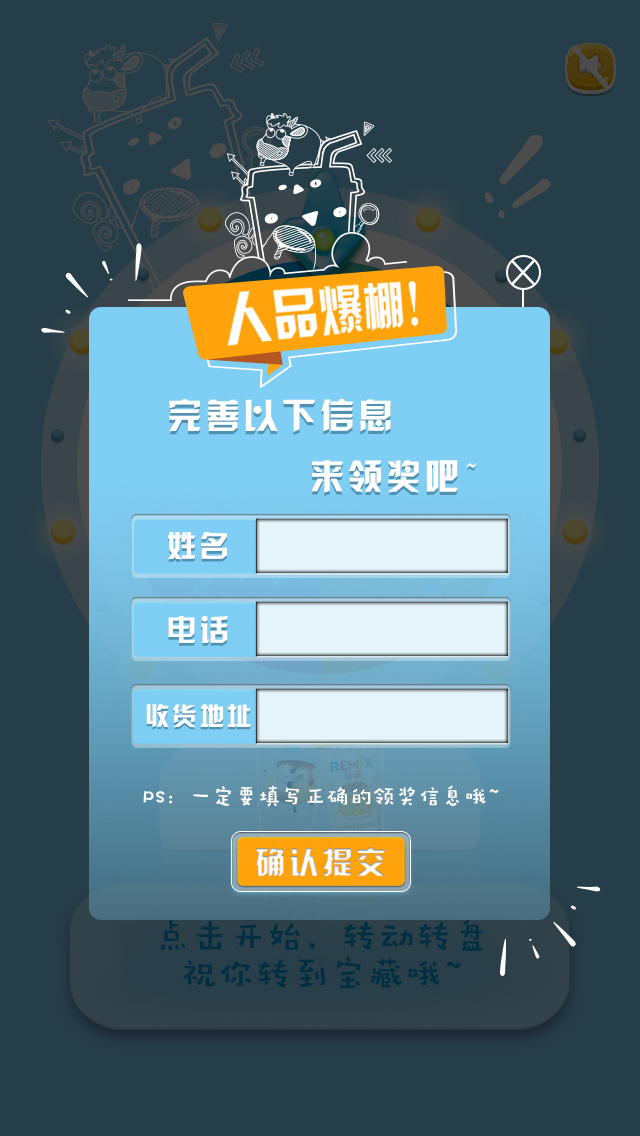 人品爆棚!
完善以下信息
来领奖吧~
姓名
电话
收货地址
REMIX
PS: 一定要填写正确的领奖信息哦~
确认提交
点击开始, 转动转盘
祝你转到宝藏哦~